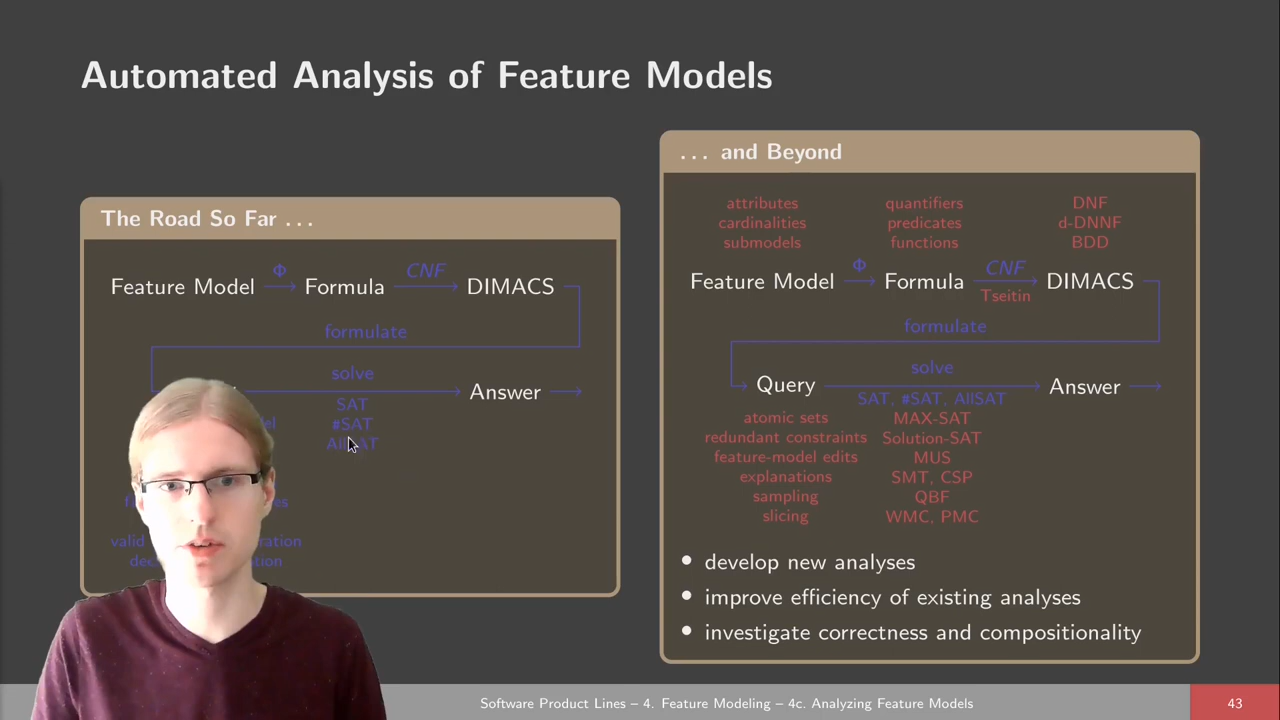 Automated Analysis of Feature Models
The Road So Far . . .
Feature Model Φ Formula CNF DIMACS
formulate
solve
Answer
SAT
#SAT
AllSAT
valid
. . . and Beyond
attributes quantifiers DNF
cardinalities predicates d-DNNF
submodels functions BDD
Feature Model Φ Formula CNF DIMACS
Tseitin
formulate
solve
Query Answer
SAT, #SAT, AllSAT
atomic sets MAX-SAT
redundant constraints Solution-SAT
feature-model edits MUS
explanations SMT, CSP
sampling QBF
slicing WMC, PMC
• develop new analyses
• improve efficiency of existing analyses
• investigate correctness and compositionality
Software Product Lines – 4. Feature Modeling – 4c. Analyzing Feature Models
43